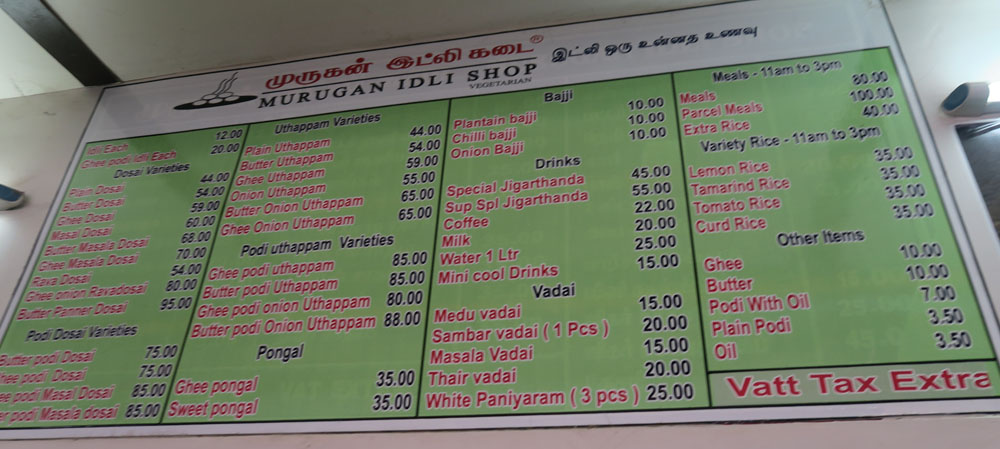 முருகன் இட்லி கடை®
இட்லி ஒரு உன்னத உணவு
MURUGAN IDLI SHOP
VEGETARIAN
Idli Each 12.00
Ghee podi Idli Each 20.00
Dosai Varieties
Plain Dosai 44.00
Butter Dosai 54.00
Ghee Dosai 59.00
Masal Dosai 60.00
Butter Masala Dosai 68.00
Ghee Masala Dosai 70.00
Rava Dosai 54.00
Ghee onion Ravadosai 80.00
Butter Panner Dosai 95.00
Podi Dosai Varieties
Butter podi Dosai 75.00
hee podi Dosai 75.00
ee podi Masal Dosai 85.00
er podi Masala dosai 85.00
Uthappam Varieties
Plain Uthappam 44.00
Butter Uthappam 54.00
Ghee Uthappam 59.00
Onion Uthappam 55.00
Butter Onion Uthappam 65.00
Ghee Onion Uthappam 65.00
Podi uthappam Varieties
Ghee podi uthappam 85.00
Butter podi Uthappam 85.00
Ghee podi onion Uthappam 80.00
Butter podi Onion Uthappam 88.00
Pongal
Ghee pongal 35.00
Sweet pongal 35.00
Bajji
Plantain bajji 10.00
Chilli bajji 10.00
Onion Bajji 10.00
Drinks
Special Jigarthanda 45.00
Sup Spl Jigarthanda 55.00
Coffee 22.00
Milk 20.00
Water 1 Ltr 25.00
Mini cool Drinks 15.00
Vadai
Medu vadai 15.00
Sambar vadai ( 1 Pcs ) 20.00
Masala Vadai 15.00
Thair vadai 20.00
White Paniyaram ( 3 pcs ) 25.00
Meals - 11am to 3pm
Meals 80.00
Parcel Meals 100.00
Extra Rice 40.00
Variety Rice - 11am to 3pm
Lemon Rice 35.00
Tamarind Rice 35.00
Tomato Rice 35.00
Curd Rice 35.00
Other Items
Ghee 10.00
Butter 10.00
Podi With Oil 7.00
Plain Podi 3.50
Oil 3.50
Vatt Tax Extra